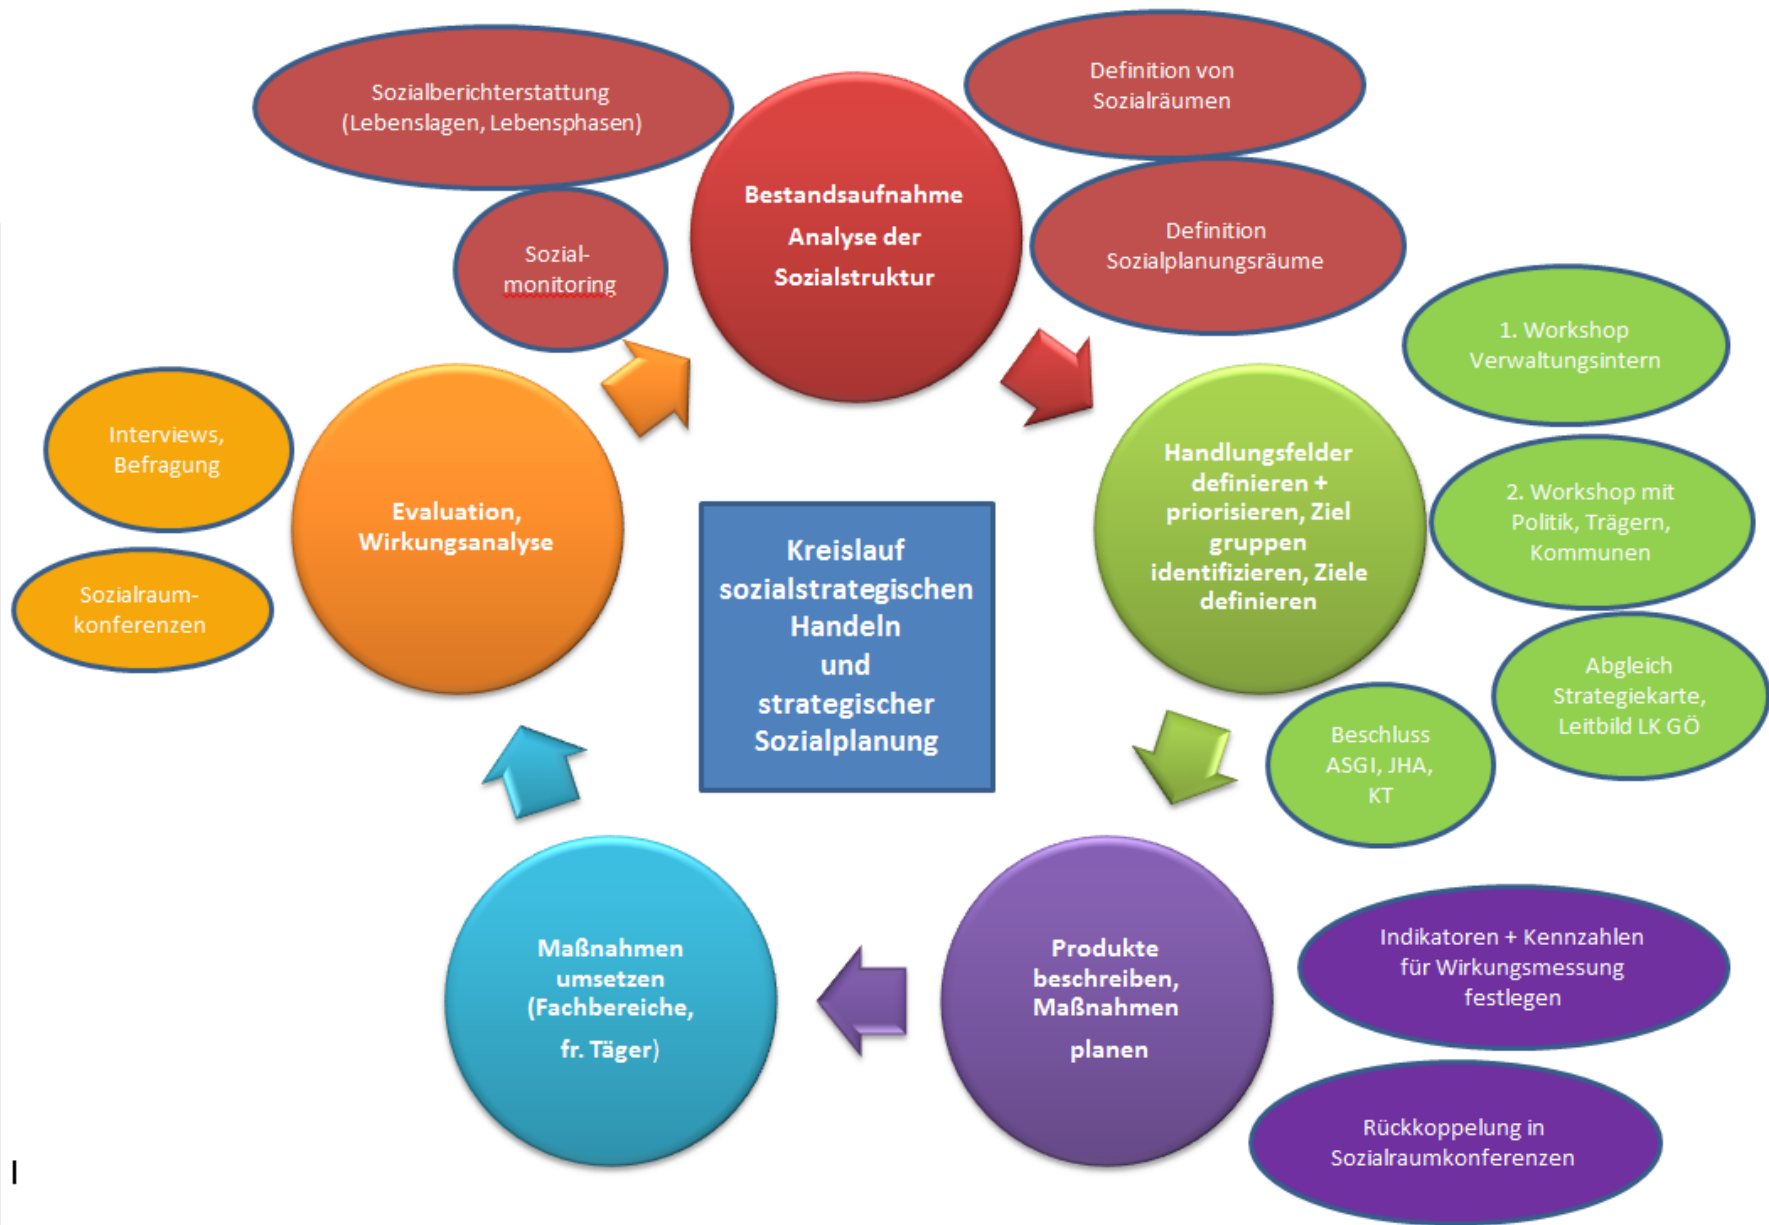 Sozialberichterstattung
(Lebenslagen, Lebensphasen)
Sozial-
monitoring
Bestandsaufnahme
Analyse der
Sozialstruktur
Definition von
Sozialräumen
Definition
Sozialplanungsräume
1. Workshop
Verwaltungsintern
2. Workshop mit
Politik, Trägern,
Kommunen
Abgleich
Strategiekarte,
Leitbild LK GÖ
Beschluss
ASGI, JHA,
KT
Handlungsfelder
definieren +
priorisieren, Ziel
gruppen
identifizieren, Ziele
definieren
Interviews,
Befragung
Sozialraum-
konferenzen
Evaluation,
Wirkungsanalyse
Kreislauf
sozialstrategischen
Handeln
und
strategischer
Sozialplanung
Maßnahmen
umsetzen
(Fachbereiche,
fr. Täger)
Produkte
beschreiben,
Maßnahmen
planen
Indikatoren + Kennzahlen
für Wirkungsmessung
festlegen
Rückkoppelung in
Sozialraumkonferenzen